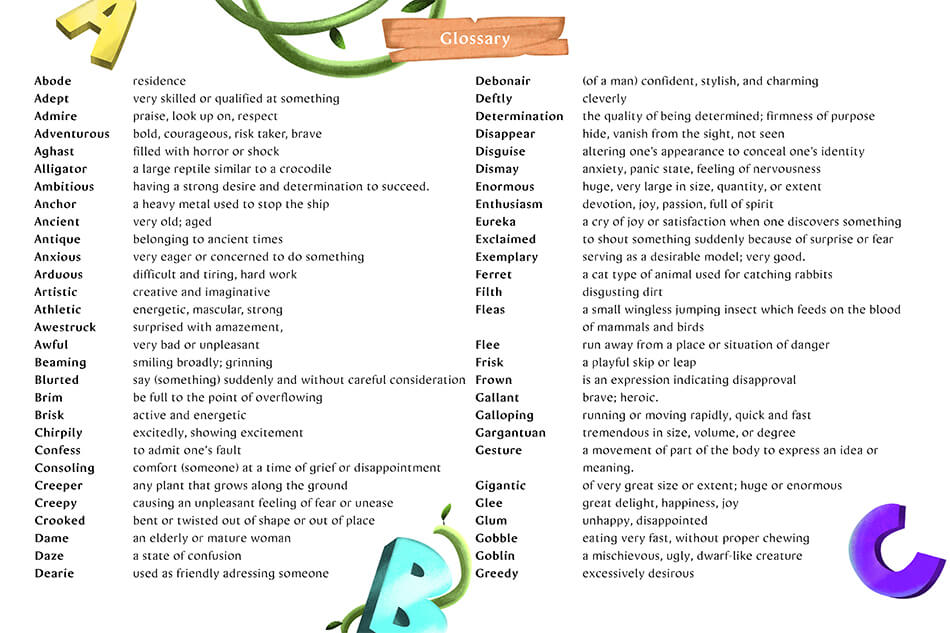 A
Glossary
Abode residence
Adept very skilled or qualified at something
Admire praise, look up on, respect
Adventurous bold, courageous, risk taker, brave
Aghast filled with horror or shock
Alligator a large reptile similar to a crocodile
Ambitious having a strong desire and determination to succeed.
Anchor a heavy metal used to stop the ship
Ancient very old; aged
Antique belonging to ancient times
Anxious very eager or concerned to do something
Arduous difficult and tiring, hard work
Artistic creative and imaginative
Athletic energetic, mascular, strong
Awestruck surprised with amazement,
Awful very bad or unpleasant
Beaming smiling broadly; grinning
Blurted say (something) suddenly and without careful consideration
Brim be full to the point of overflowing
Brisk active and energetic
Chirpily excitedly, showing excitement
Confess to admit one's fault
Consoling comfort (someone) at a time of grief or disappointment
Creeper any plant that grows along the ground
Creepy causing an unpleasant feeling of fear or unease
Crooked bent or twisted out of shape or out of place
Dame an elderly or mature woman
Daze a state of confusion
Dearie used as friendly adressing someone
Debonair (of a man) confident, stylish, and charming
Deftly cleverly
Determination the quality of being determined; firmness of purpose
Disappear hide, vanish from the sight, not seen
Disguise altering one's appearance to conceal one's identity
Dismay anxiety, panic state, feeling of nervousness
Enormous huge, very large in size, quantity, or extent
Enthusiasm devotion, joy, passion, full of spirit
Eureka a cry of joy or satisfaction when one discovers something
Exclaimed to shout something suddenly because of surprise or fear
Exemplary serving as a desirable model; very good.
Ferret a cat type of animal used for catching rabbits
Filth disgusting dirt
Fleas a small wingless jumping insect which feeds on the blood
of mammals and birds
Flee run away from a place or situation of danger
Frisk a playful skip or leap
Frown is an expression indicating disapproval
Gallant brave; heroic.
Galloping running or moving rapidly, quick and fast
Gargantuan tremendous in size, volume, or degree
Gesture a movement of part of the body to express an idea or
meaning.
Gigantic of very great size or extent; huge or enormous
Glee great delight, happiness, joy
Glum unhappy, disappointed
Gobble eating very fast, without proper chewing
Goblin a mischievous, ugly, dwarf-like creature
Greedy excessively desirous
B
C